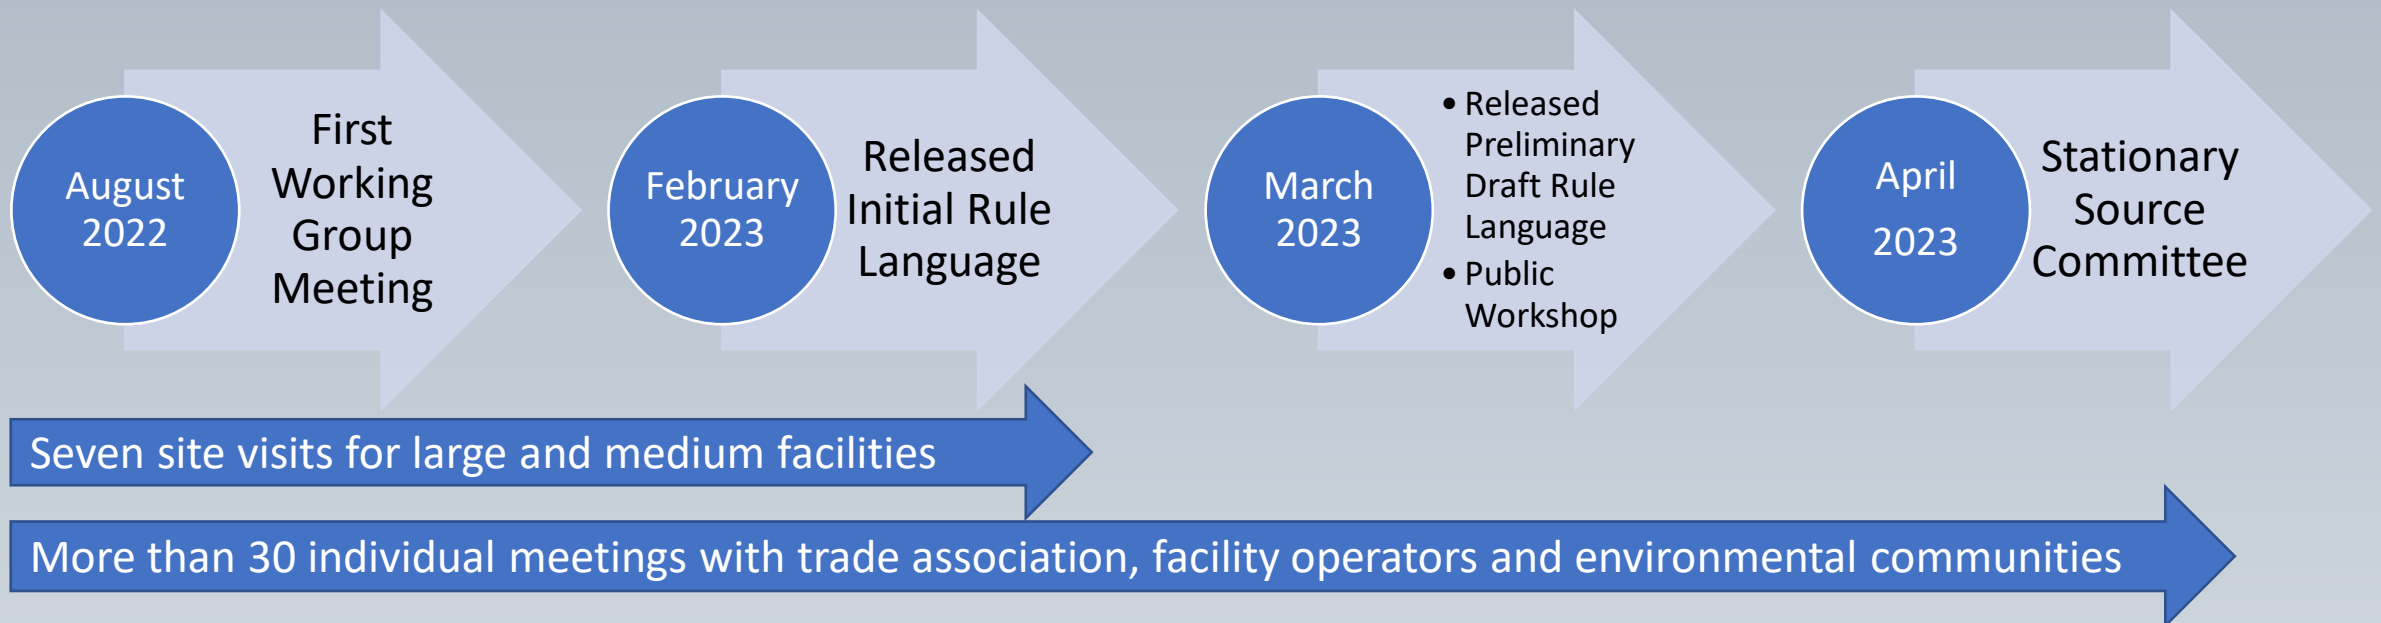 August
2022
First
Working
Group
Meeting
February
2023
Released
Initial Rule
Language
March
2023
• Released
Preliminary
Draft Rule
Language
• Public
Workshop
April
2023
Stationary
Source
Committee
Seven site visits for large and medium facilities
More than 30 individual meetings with trade association, facility operators and environmental communities